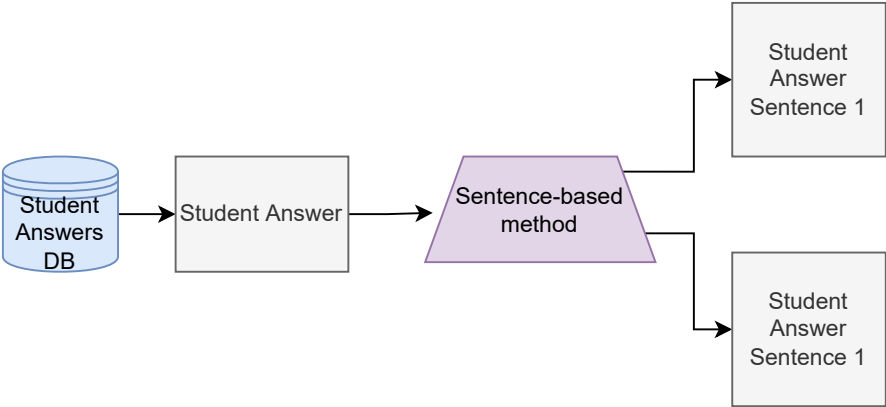 Student
Answers
DB
Student Answer
Sentence-based
method
Student
Answer
Sentence 1
Student
Answer
Sentence 1